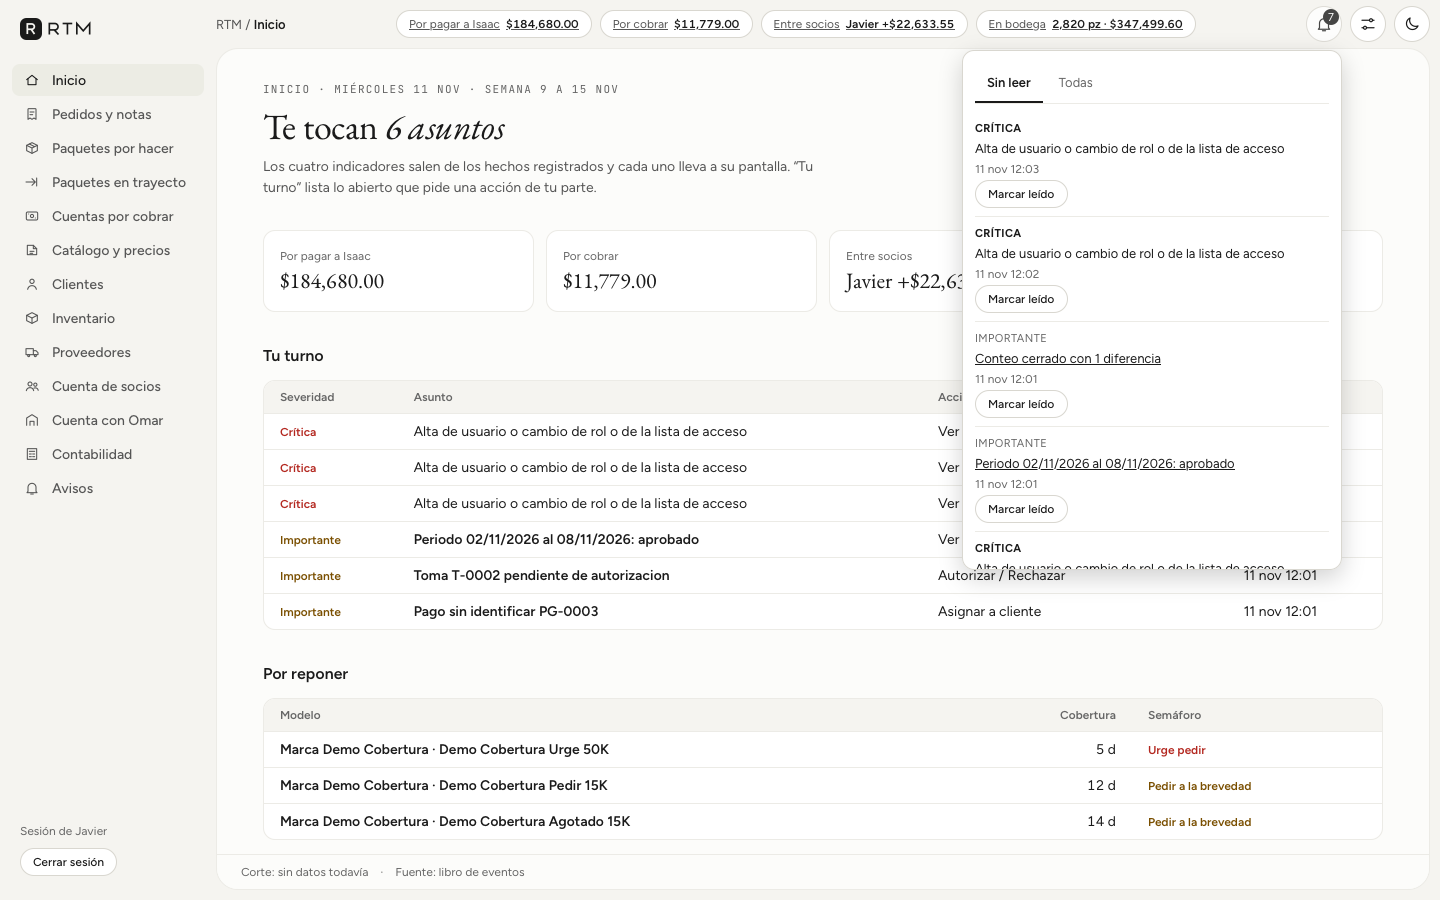 RTM
Inicio
Pedidos y notas
Paquetes por hacer
Paquetes en trayecto
Cuentas por cobrar
Catálogo y precios
Clientes
Inventario
Proveedores
Cuenta de socios
Cuenta con Omar
Contabilidad
Avisos
Sesión de Javier
Cerrar sesión
RTM / Inicio
Por pagar a Isaac $184,680.00
Por cobrar $11,779.00
Entre socios Javier +$22,633.55
En bodega 2,820 pz · $347,499.60
7
INICIO · MIÉRCOLES 11 NOV · SEMANA 9 A 15 NOV
Te tocan 6 asuntos
Los cuatro indicadores salen de los hechos registrados y cada uno lleva a su pantalla. “Tu
turno” lista lo abierto que pide una acción de tu parte.
Por pagar a Isaac
$184,680.00
Por cobrar
$11,779.00
Entre socios
Javier +$22,63
Tu turno
Severidad Asunto Acci
Crítica Alta de usuario o cambio de rol o de la lista de acceso Ver
Crítica Alta de usuario o cambio de rol o de la lista de acceso Ver
Crítica Alta de usuario o cambio de rol o de la lista de acceso Ver
Importante Periodo 02/11/2026 al 08/11/2026: aprobado Ver
Importante Toma T-0002 pendiente de autorizacion Autorizar / Rechazar 11 nov 12:01
Importante Pago sin identificar PG-0003 Asignar a cliente 11 nov 12:01
Por reponer
Modelo Cobertura Semáforo
Marca Demo Cobertura · Demo Cobertura Urge 50K 5 d Urge pedir
Marca Demo Cobertura · Demo Cobertura Pedir 15K 12 d Pedir a la brevedad
Marca Demo Cobertura · Demo Cobertura Agotado 15K 14 d Pedir a la brevedad
Corte: sin datos todavía · Fuente: libro de eventos
Sin leer Todas
CRÍTICA
Alta de usuario o cambio de rol o de la lista de acceso
11 nov 12:03
Marcar leído
CRÍTICA
Alta de usuario o cambio de rol o de la lista de acceso
11 nov 12:02
Marcar leído
IMPORTANTE
Conteo cerrado con 1 diferencia
11 nov 12:01
Marcar leído
IMPORTANTE
Periodo 02/11/2026 al 08/11/2026: aprobado
11 nov 12:01
Marcar leído
CRÍTICA
Alta de usuario o cambio de rol o de la lista de acceso